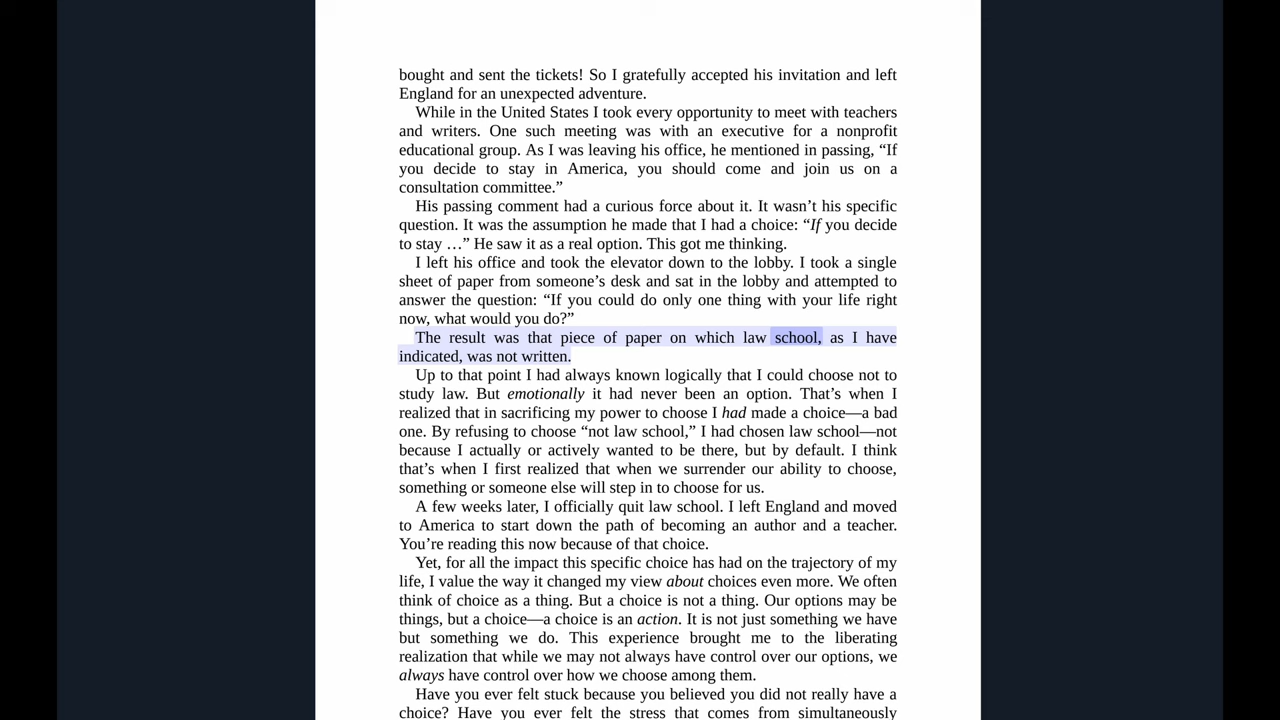 bought and sent the tickets! So I gratefully accepted his invitation and left
England for an unexpected adventure.
While in the United States I took every opportunity to meet with teachers
and writers. One such meeting was with an executive for a nonprofit
educational group. As I was leaving his office, he mentioned in passing, “If
you decide to stay in America, you should come and join us on a
consultation committee.”
His passing comment had a curious force about it. It wasn’t his specific
question. It was the assumption he made that I had a choice: “If you decide
to stay …” He saw it as a real option. This got me thinking.
I left his office and took the elevator down to the lobby. I took a single
sheet of paper from someone’s desk and sat in the lobby and attempted to
answer the question: “If you could do only one thing with your life right
now, what would you do?”
The result was that piece of paper on which law school, as I have
indicated, was not written.
Up to that point I had always known logically that I could choose not to
study law. But emotionally it had never been an option. That’s when I
realized that in sacrificing my power to choose I had made a choice—a bad
one. By refusing to choose “not law school,” I had chosen law school—not
because I actually or actively wanted to be there, but by default. I think
that’s when I first realized that when we surrender our ability to choose,
something or someone else will step in to choose for us.
A few weeks later, I officially quit law school. I left England and moved
to America to start down the path of becoming an author and a teacher.
You’re reading this now because of that choice.
Yet, for all the impact this specific choice has had on the trajectory of my
life, I value the way it changed my view about choices even more. We often
think of choice as a thing. But a choice is not a thing. Our options may be
things, but a choice—a choice is an action. It is not just something we have
but something we do. This experience brought me to the liberating
realization that while we may not always have control over our options, we
always have control over how we choose among them.
Have you ever felt stuck because you believed you did not really have a
choice? Have you ever felt the stress that comes from simultaneously